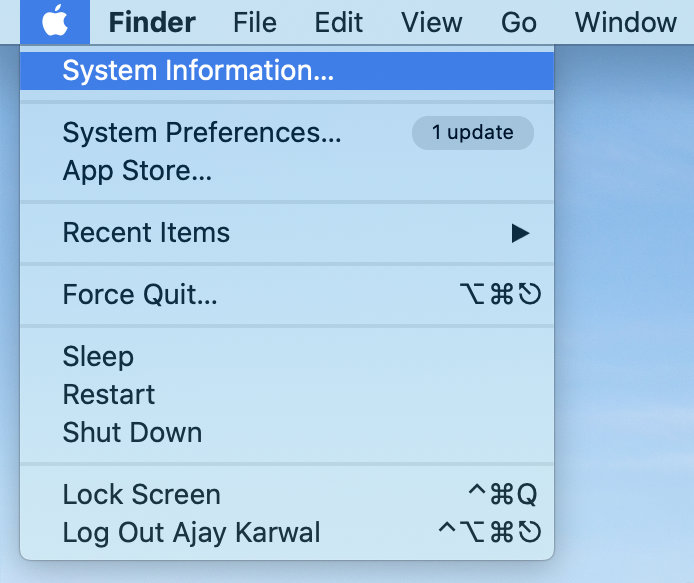 Finder File Edit View Go Window
System Information...
System Preferences... 1 update
App Store...
Recent Items ▶
Force Quit... ⌥⌘⎋
Sleep
Restart
Shut Down
Lock Screen ^⌘Q
Log Out Ajay Karwal ^⌥⌘⎋